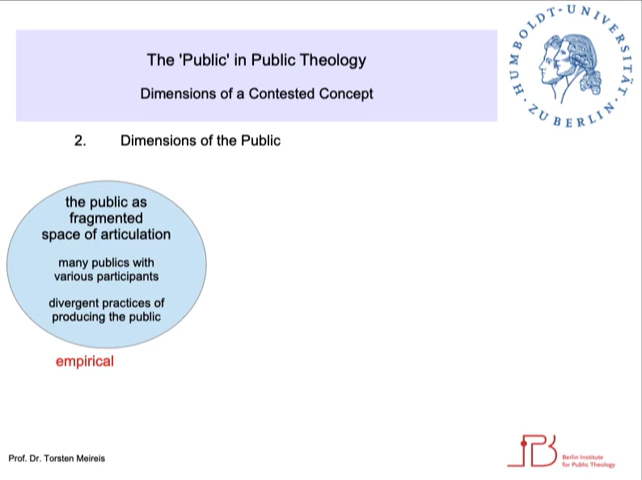 The 'Public' in Public Theology
Dimensions of a Contested Concept
HUMBOLDT-UNIVERSITÄT · ZU BERLIN ·
2. Dimensions of the Public
the public as
fragmented
space of articulation
many publics with
various participants
divergent practices of
producing the public
empirical
Prof. Dr. Torsten Meireis
Berlin Institute
for Public Theology